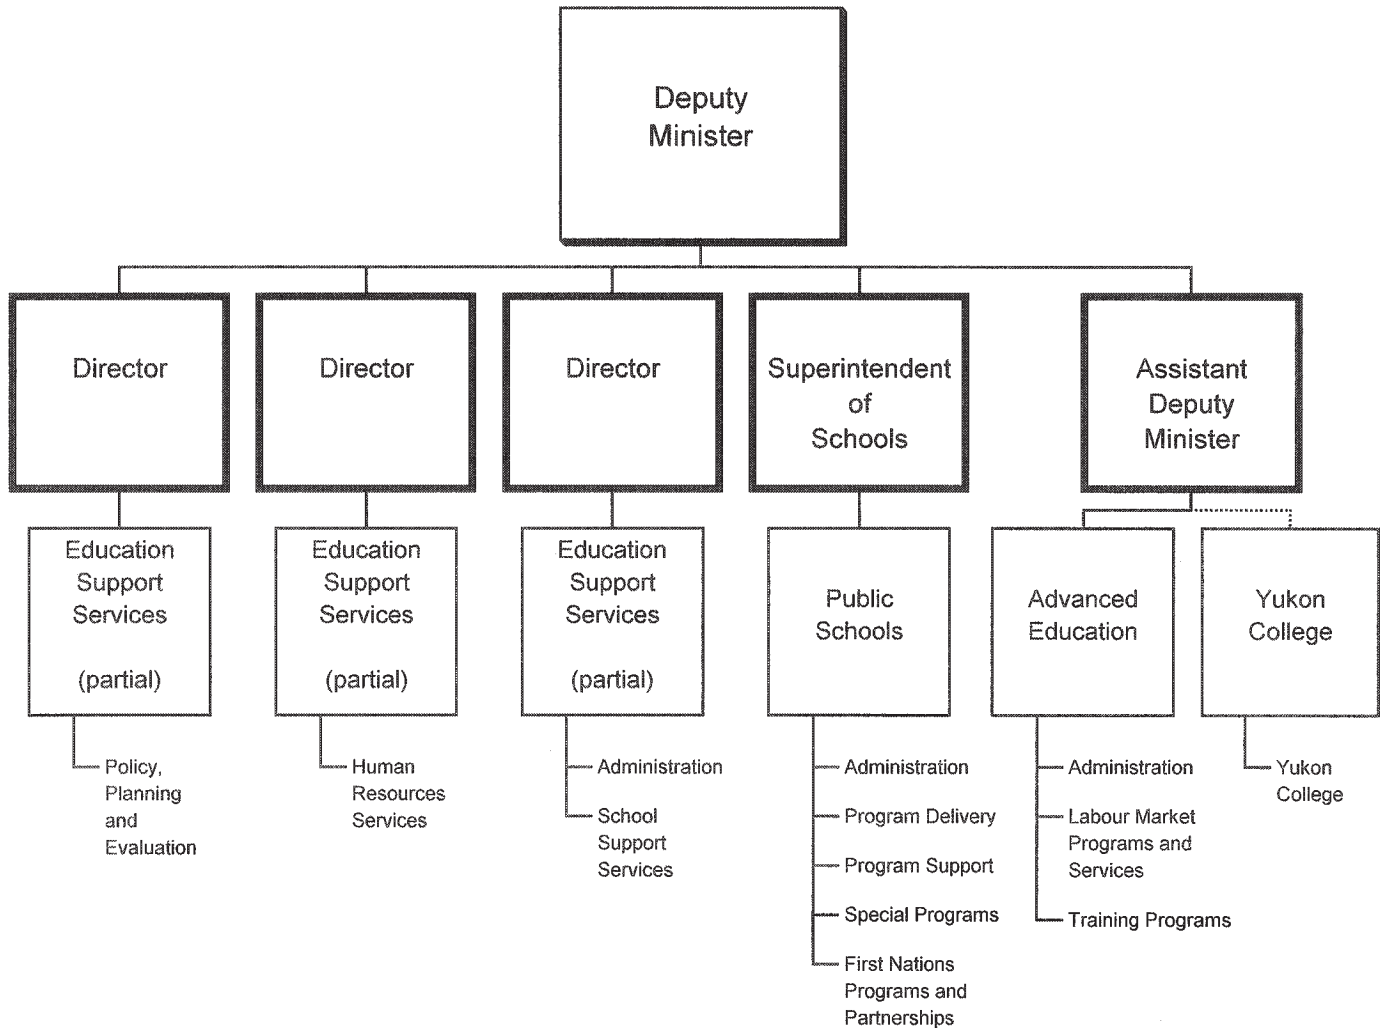 Deputy
Minister
Director
Director
Director
Superintendent
of
Schools
Assistant
Deputy
Minister
Education
Support
Services
(partial)
Education
Support
Services
(partial)
Education
Support
Services
(partial)
Public
Schools
Advanced
Education
Yukon
College
Policy,
Planning
and
Evaluation
Human
Resources
Services
Administration
School
Support
Services
Administration
Program Delivery
Program Support
Special Programs
First Nations
Programs and
Partnerships
Administration
Labour Market
Programs and
Services
Training Programs
Yukon
College